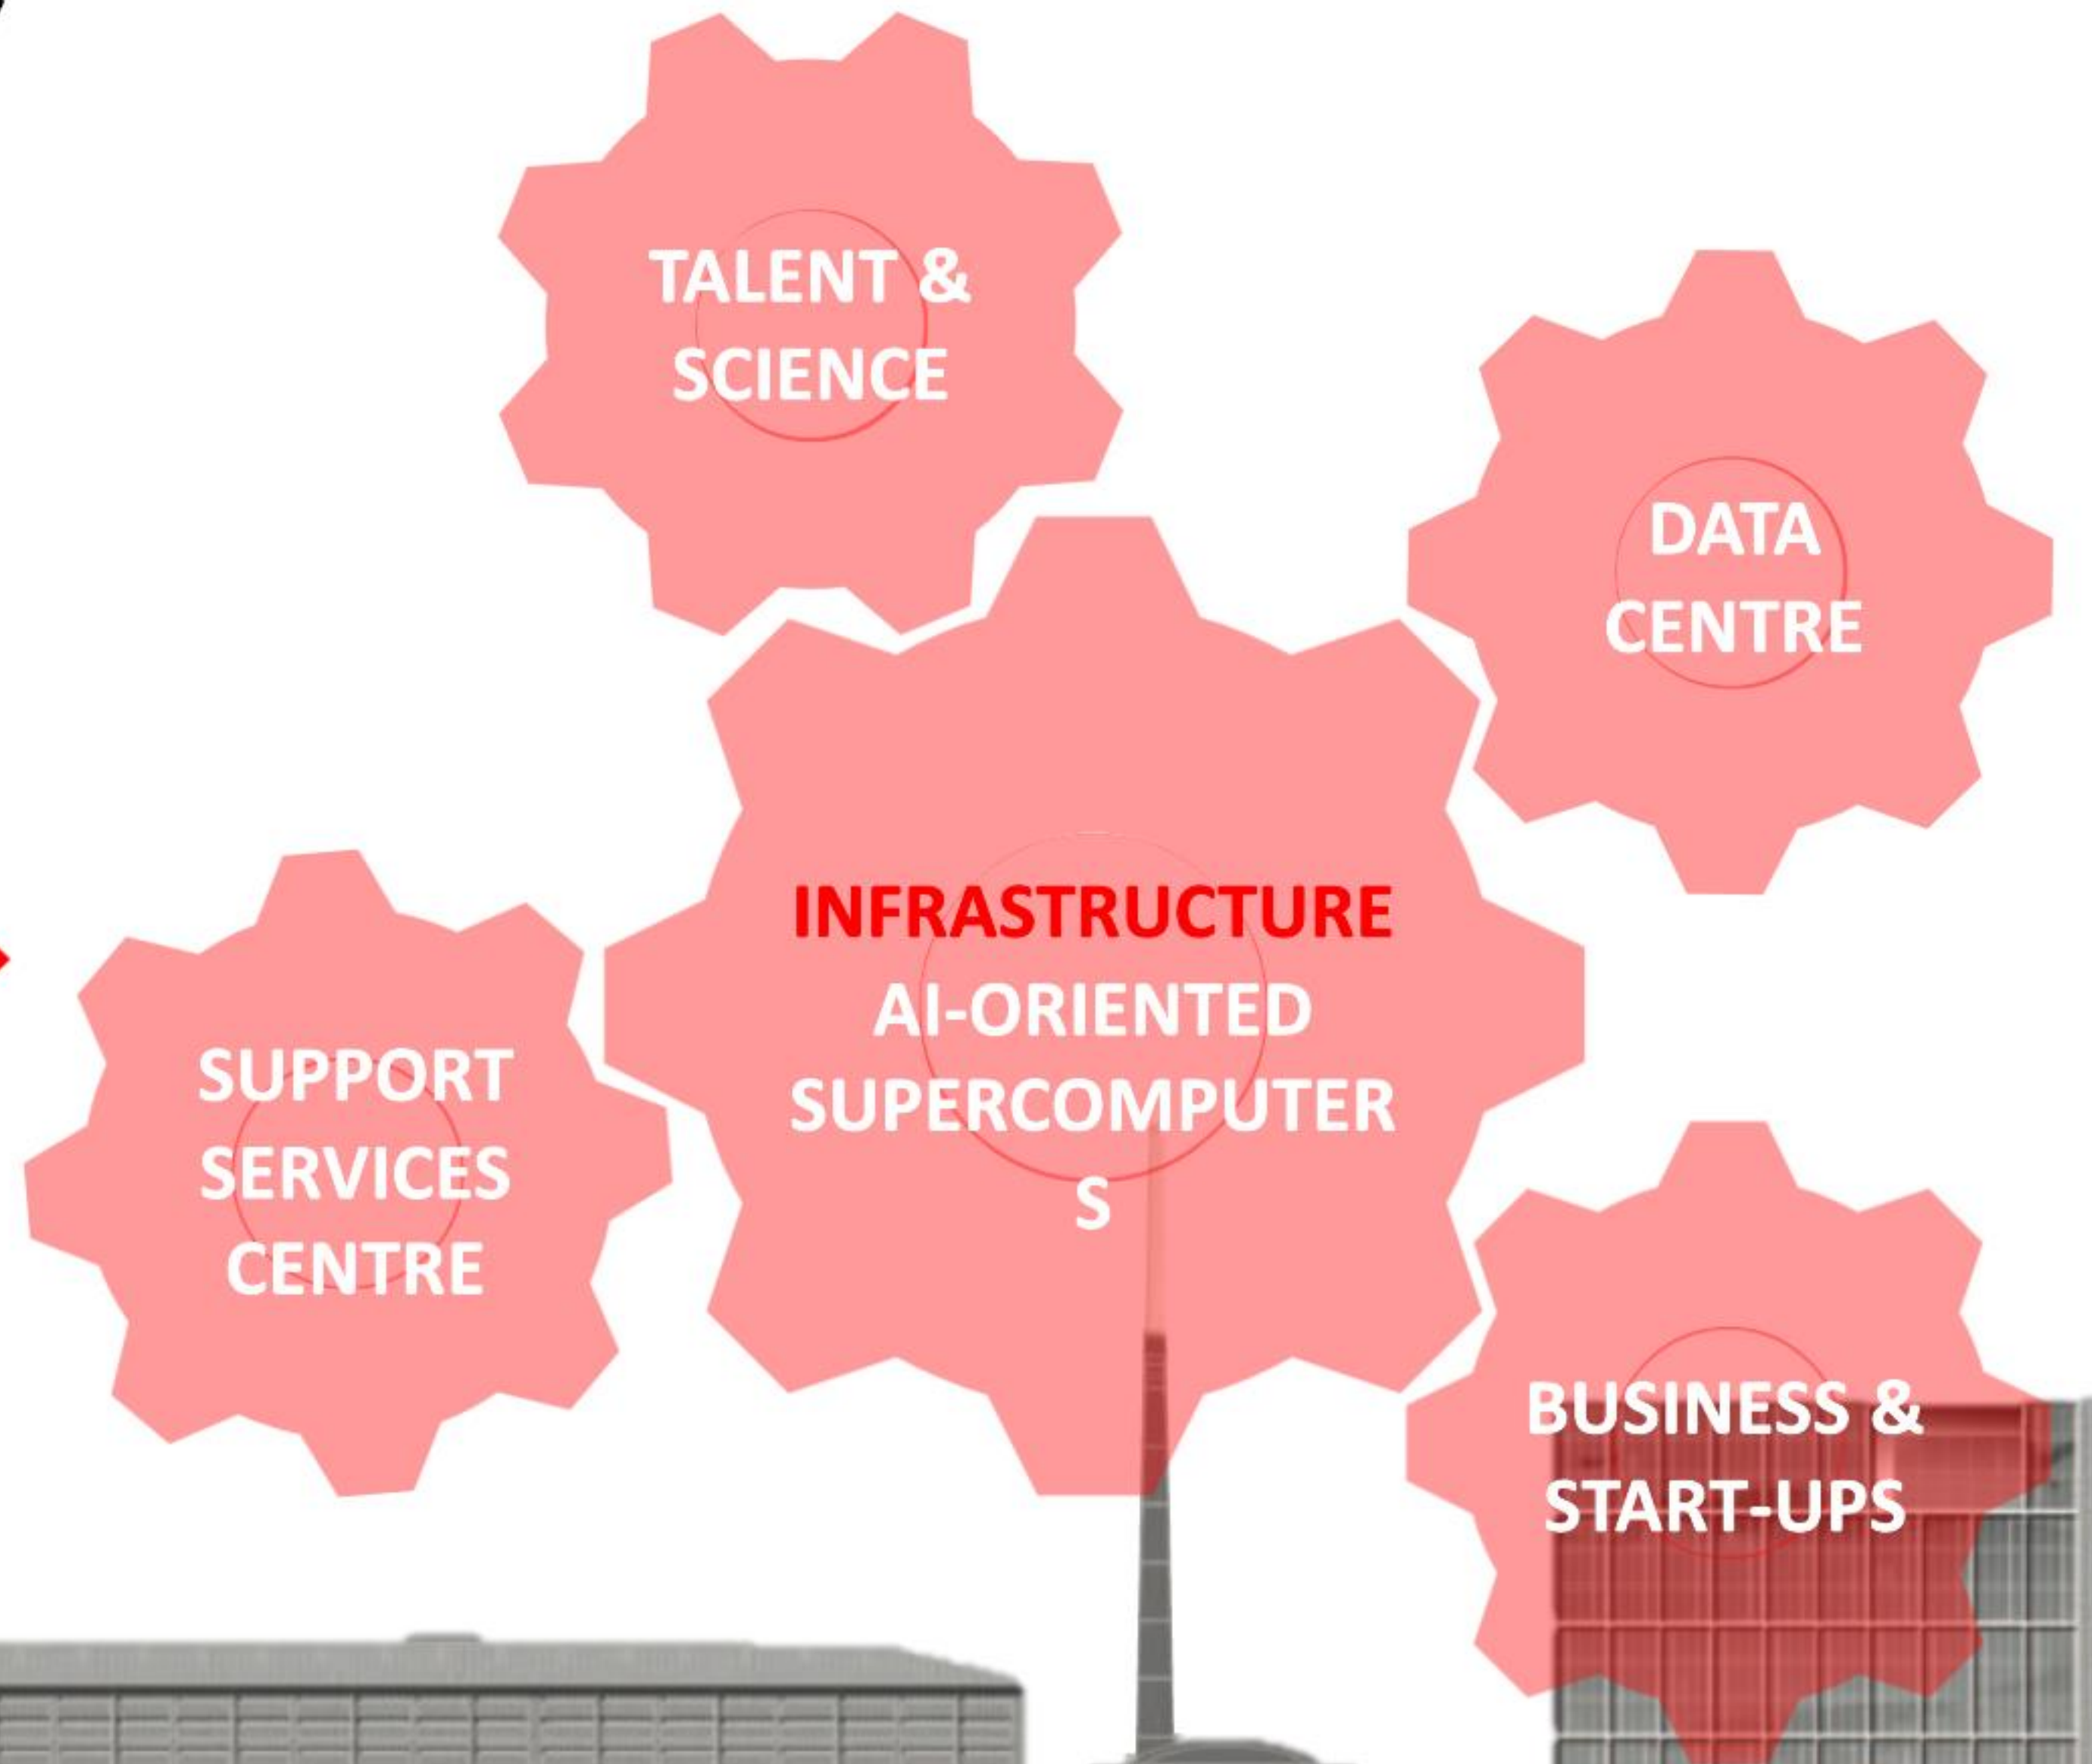 TALENT &
SCIENCE
DATA
CENTRE
INFRASTRUCTURE
AI-ORIENTED
SUPERCOMPUTER
S
SUPPORT
SERVICES
CENTRE
BUSINESS &
START-UPS